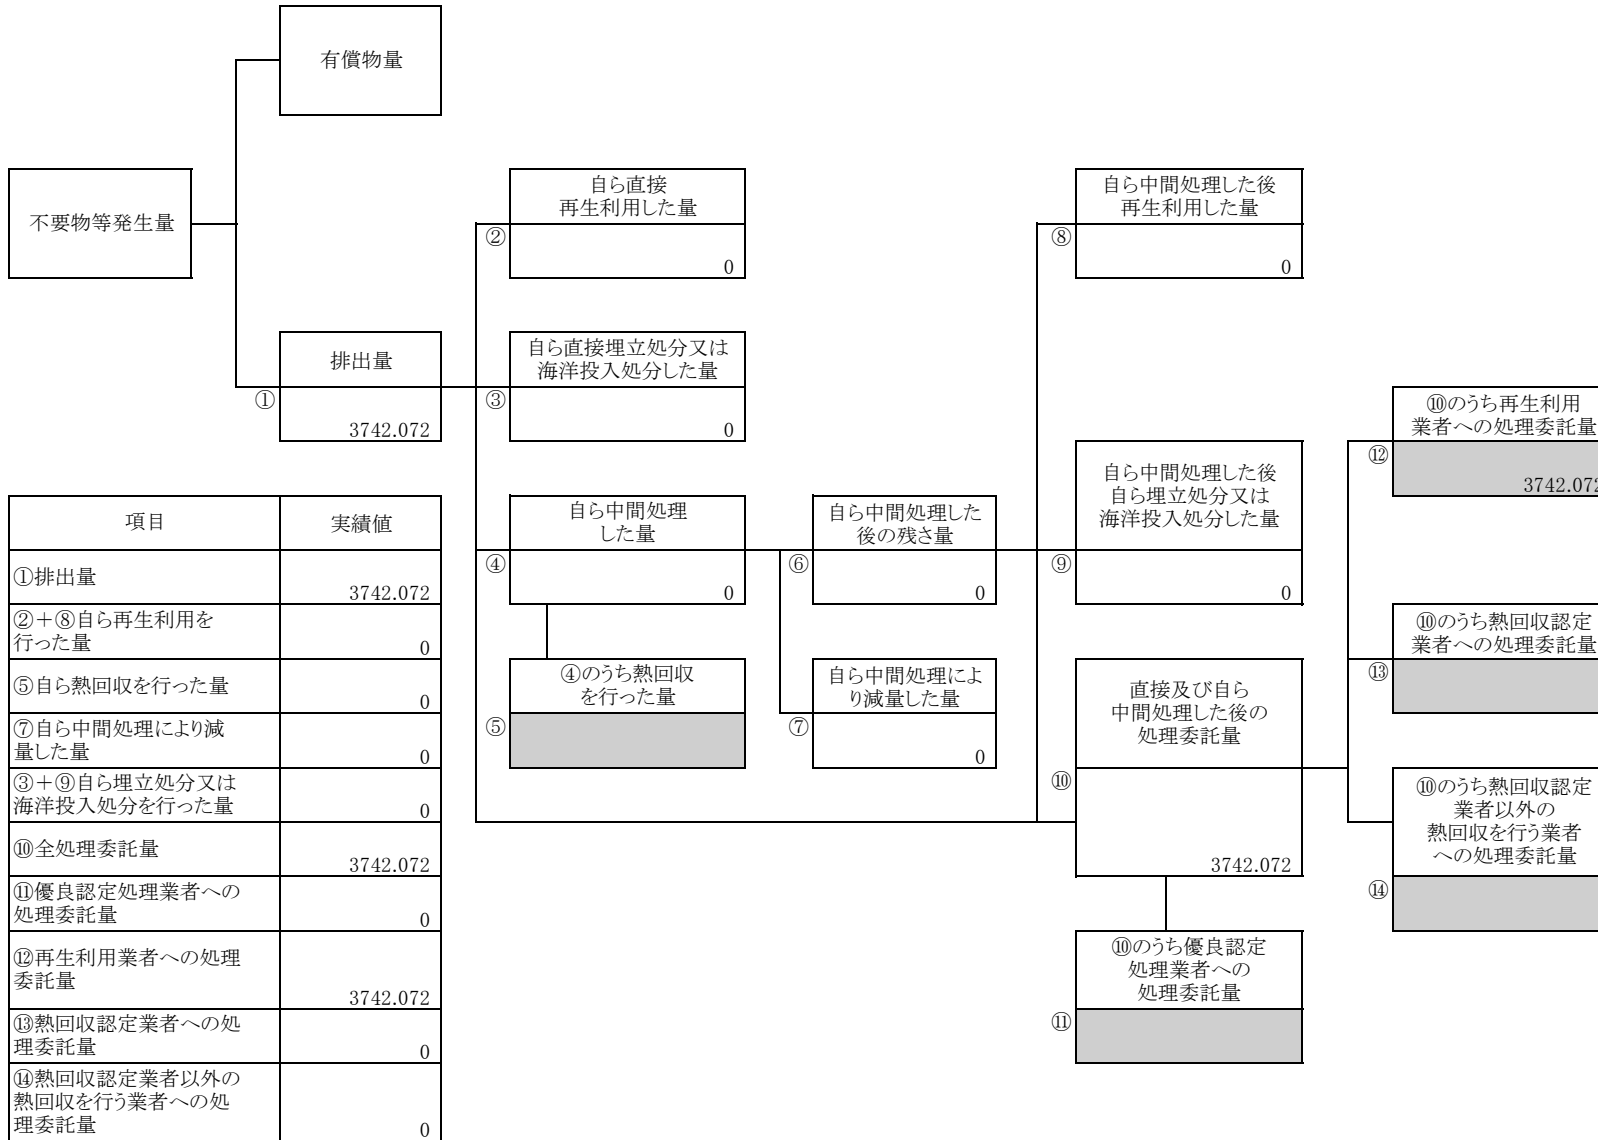 有償物量
不要物等発生量
自ら直接
再生利用した量
②
0
自ら中間処理した後
再生利用した量
⑧
0
排出量
①
3742.072
自ら直接埋立処分又は
海洋投入処分した量
③
0
⑩のうち再生利用
業者への処理委託量
⑫
3742.072
自ら中間処理
した量
④
0
自ら中間処理した
後の残さ量
⑥
0
自ら中間処理した後
自ら埋立処分又は
海洋投入処分した量
⑨
0
⑩のうち熱回収認定
業者への処理委託量
⑬
④のうち熱回収
を行った量
⑤
自ら中間処理によ
り減量した量
⑦
0
直接及び自ら
中間処理した後の
処理委託量
⑩
3742.072
⑩のうち熱回収認定
業者以外の
熱回収を行う業者
への処理委託量
⑭
⑩のうち優良認定
処理業者への
処理委託量
⑪
項目 実績値
①排出量
3742.072
②＋⑧自ら再生利用を
行った量
0
⑤自ら熱回収を行った量
0
⑦自ら中間処理により減
量した量
0
③＋⑨自ら埋立処分又は
海洋投入処分を行った量
0
⑩全処理委託量
3742.072
⑪優良認定処理業者への
処理委託量
0
⑫再生利用業者への処理
委託量
3742.072
⑬熱回収認定業者への処
理委託量
0
⑭熱回収認定業者以外の
熱回収を行う業者への処
理委託量
0